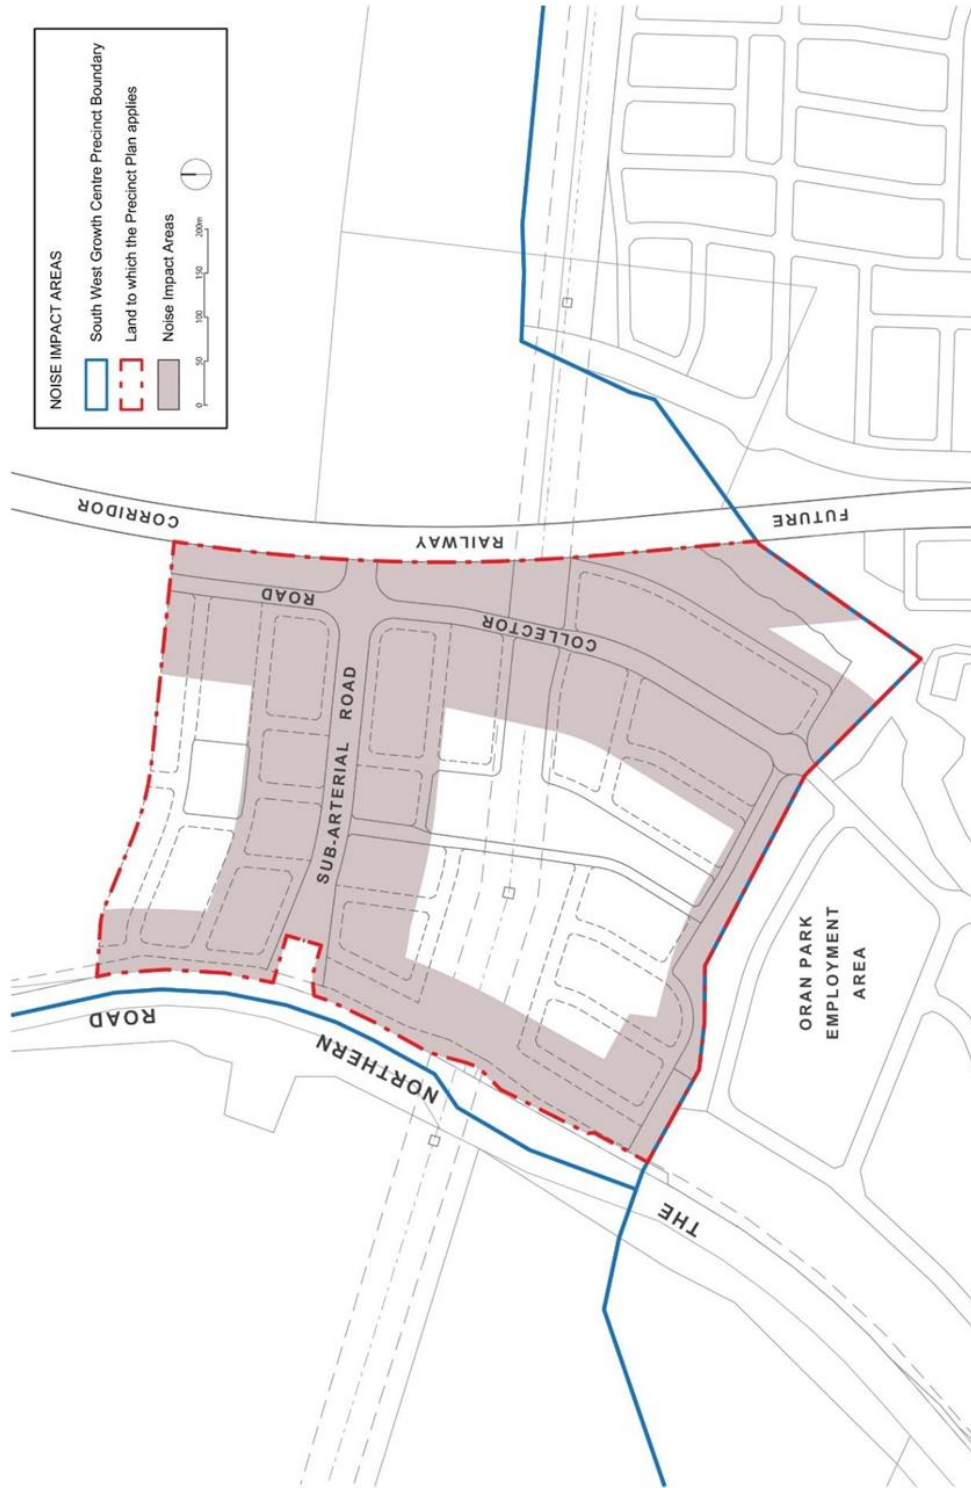 NOISE IMPACT AREAS
South West Growth Centre Precinct Boundary
Land to which the Precinct Plan applies
Noise Impact Areas
0 50 100 150 200m
CORRIDOR
RAILWAY
FUTURE
ROAD
COLLECTOR
SUB-ARTERIAL ROAD
ROAD
NORTHERN
THE
ORAN PARK
EMPLOYMENT
AREA